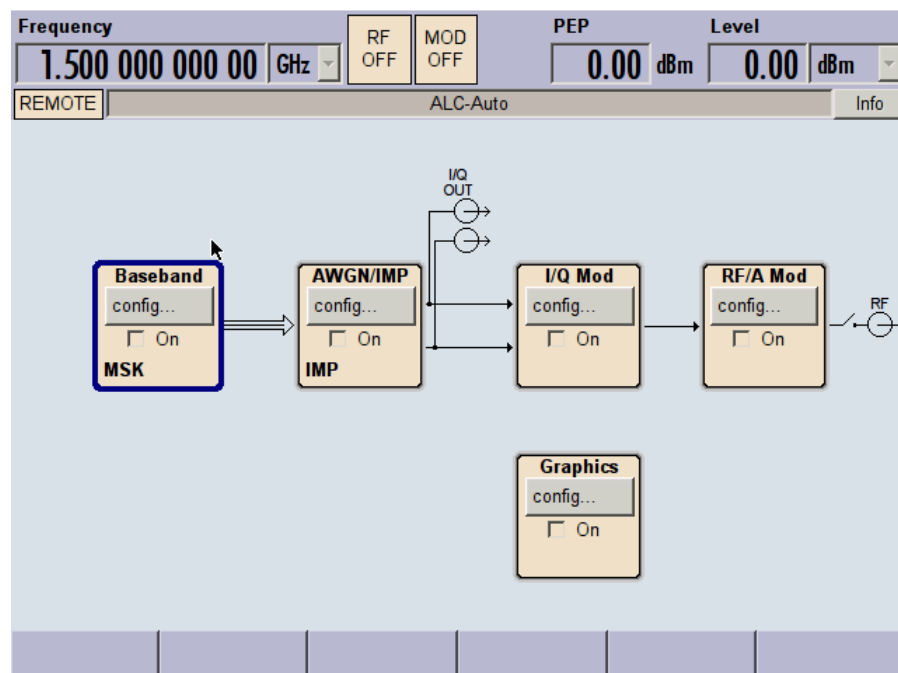 Frequency
1.500 000 000 00 GHz
RF OFF
MOD OFF
PEP
0.00 dBm
Level
0.00 dBm
REMOTE
ALC-Auto
Info
I/Q
OUT
Baseband
config...
On
MSK
AWGN/IMP
config...
On
IMP
I/Q Mod
config...
On
RF/A Mod
config...
On
RF
Graphics
config...
On